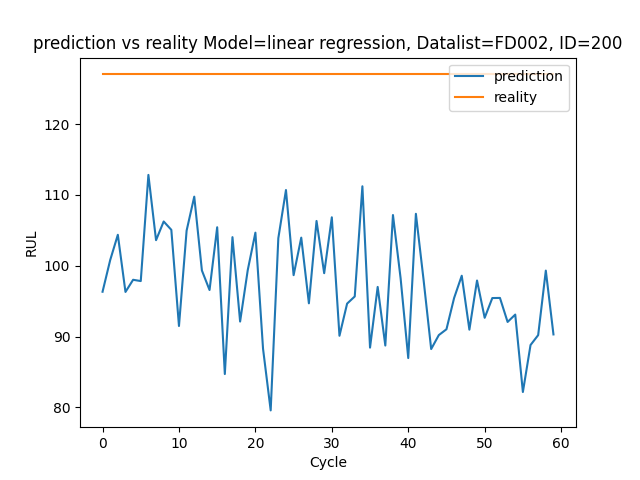 prediction vs reality Model=linear regression, Datalist=FD002, ID=200
prediction
reality
120
110
100
90
80
RUL
0 10 20 30 40 50 60
Cycle